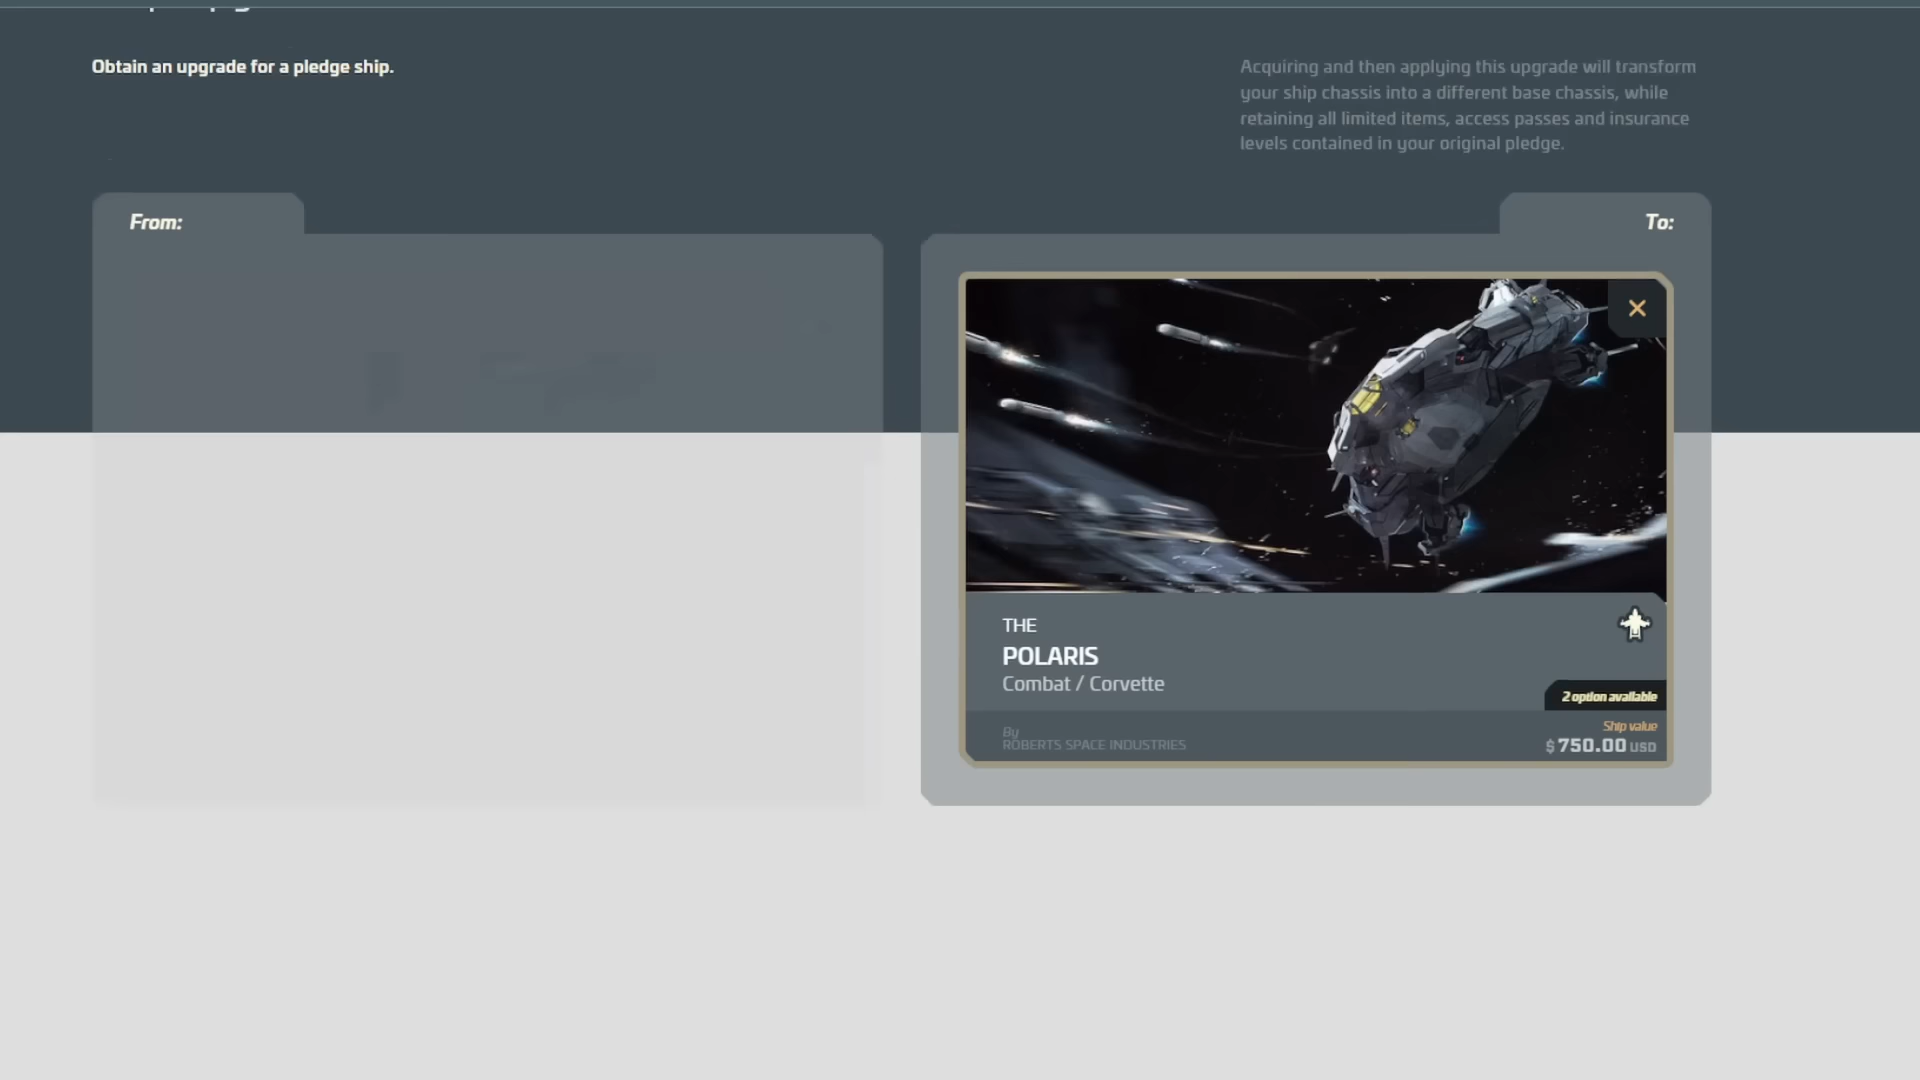 Obtain an upgrade for a pledge ship.
Acquiring and then applying this upgrade will transform
your ship chassis into a different base chassis, while
retaining all limited items, access passes and insurance
levels contained in your original pledge.
From:
To:
THE
POLARIS
Combat / Corvette
2 option available
By
ROBERTS SPACE INDUSTRIES
Ship value
$ 750.00 USD